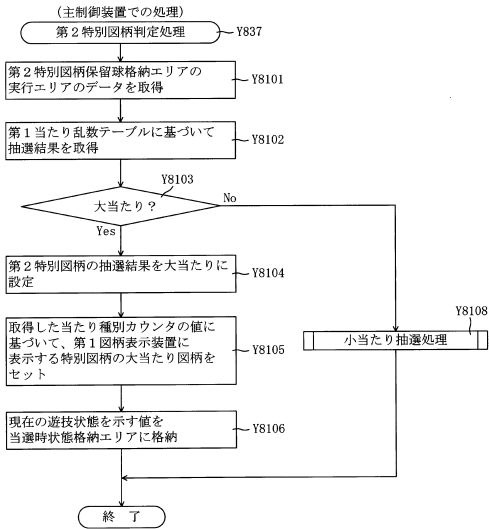 (主制御装置での処理)
第2特別図柄判定処理
Y837
第2特別図柄保留球格納エリアの
実行エリアのデータを取得
Y8101
第1当たり乱数テーブルに基づいて
抽選結果を取得
Y8102
大当たり?
Y8103
No
Yes
第2特別図柄の抽選結果を大当たりに
設定
Y8104
Y8108
小当たり抽選処理
取得した当たり種別カウンタの値に
基づいて、第1図柄表示装置に
表示する特別図柄の大当たり図柄を
セット
Y8105
現在の遊技状態を示す値を
当選時状態格納エリアに格納
Y8106
終 了